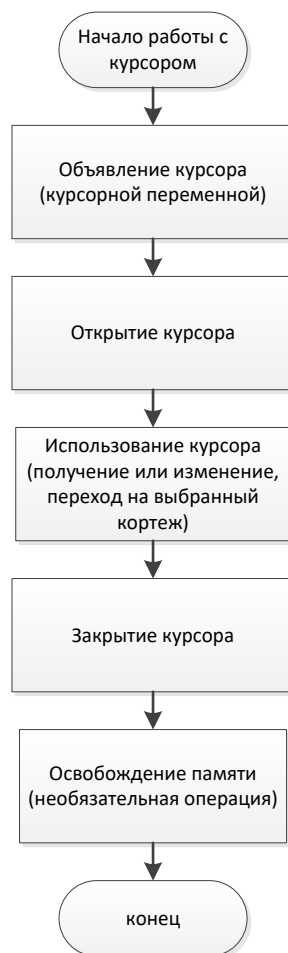 Начало работы с
курсором
Объявление курсора
(курсорной переменной)
Открытие курсора
Использование курсора
(получение или изменение,
переход на выбранный
кортеж)
Закрытие курсора
Освобождение памяти
(необязательная операция)
конец